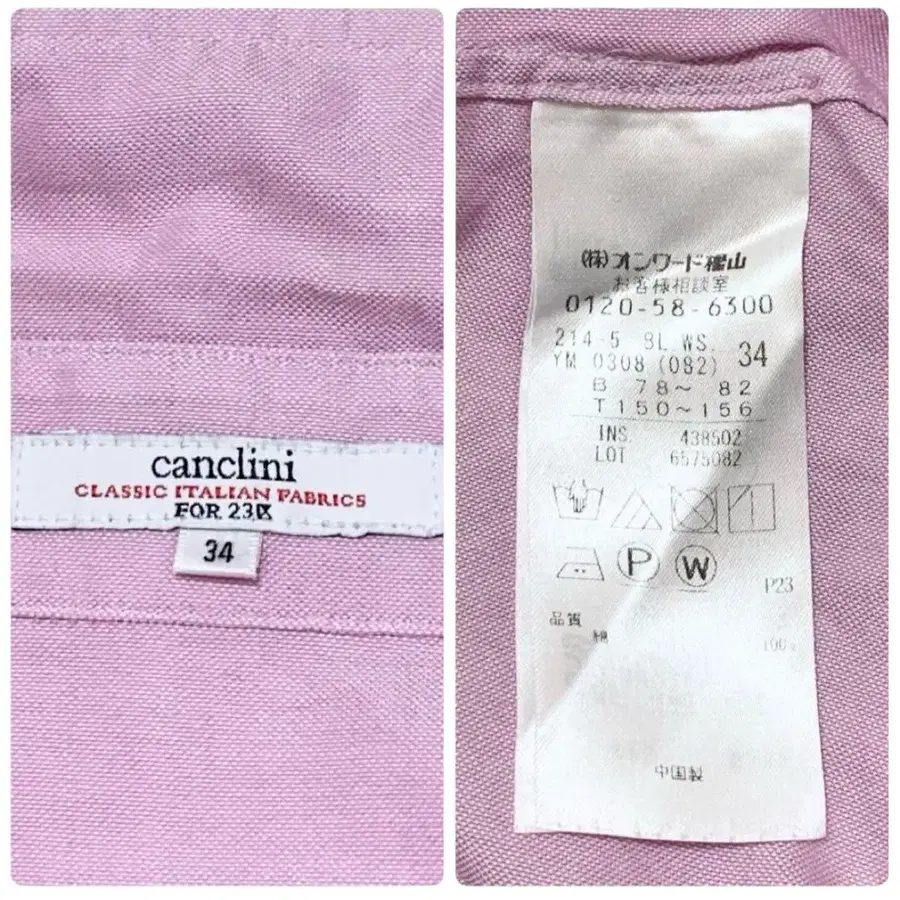 canclini
CLASSIC ITALIAN FABRICS
FOR 23区
34
(株)オンワード樫山
お客様相談室
0120-58-6300
214-5 BL.WS.
YM 0308 (082) 34
B 78～ 82
T 150～156
INS. 438502
LOT 6575082
P
W
P23
品質
綿 100%
中国製